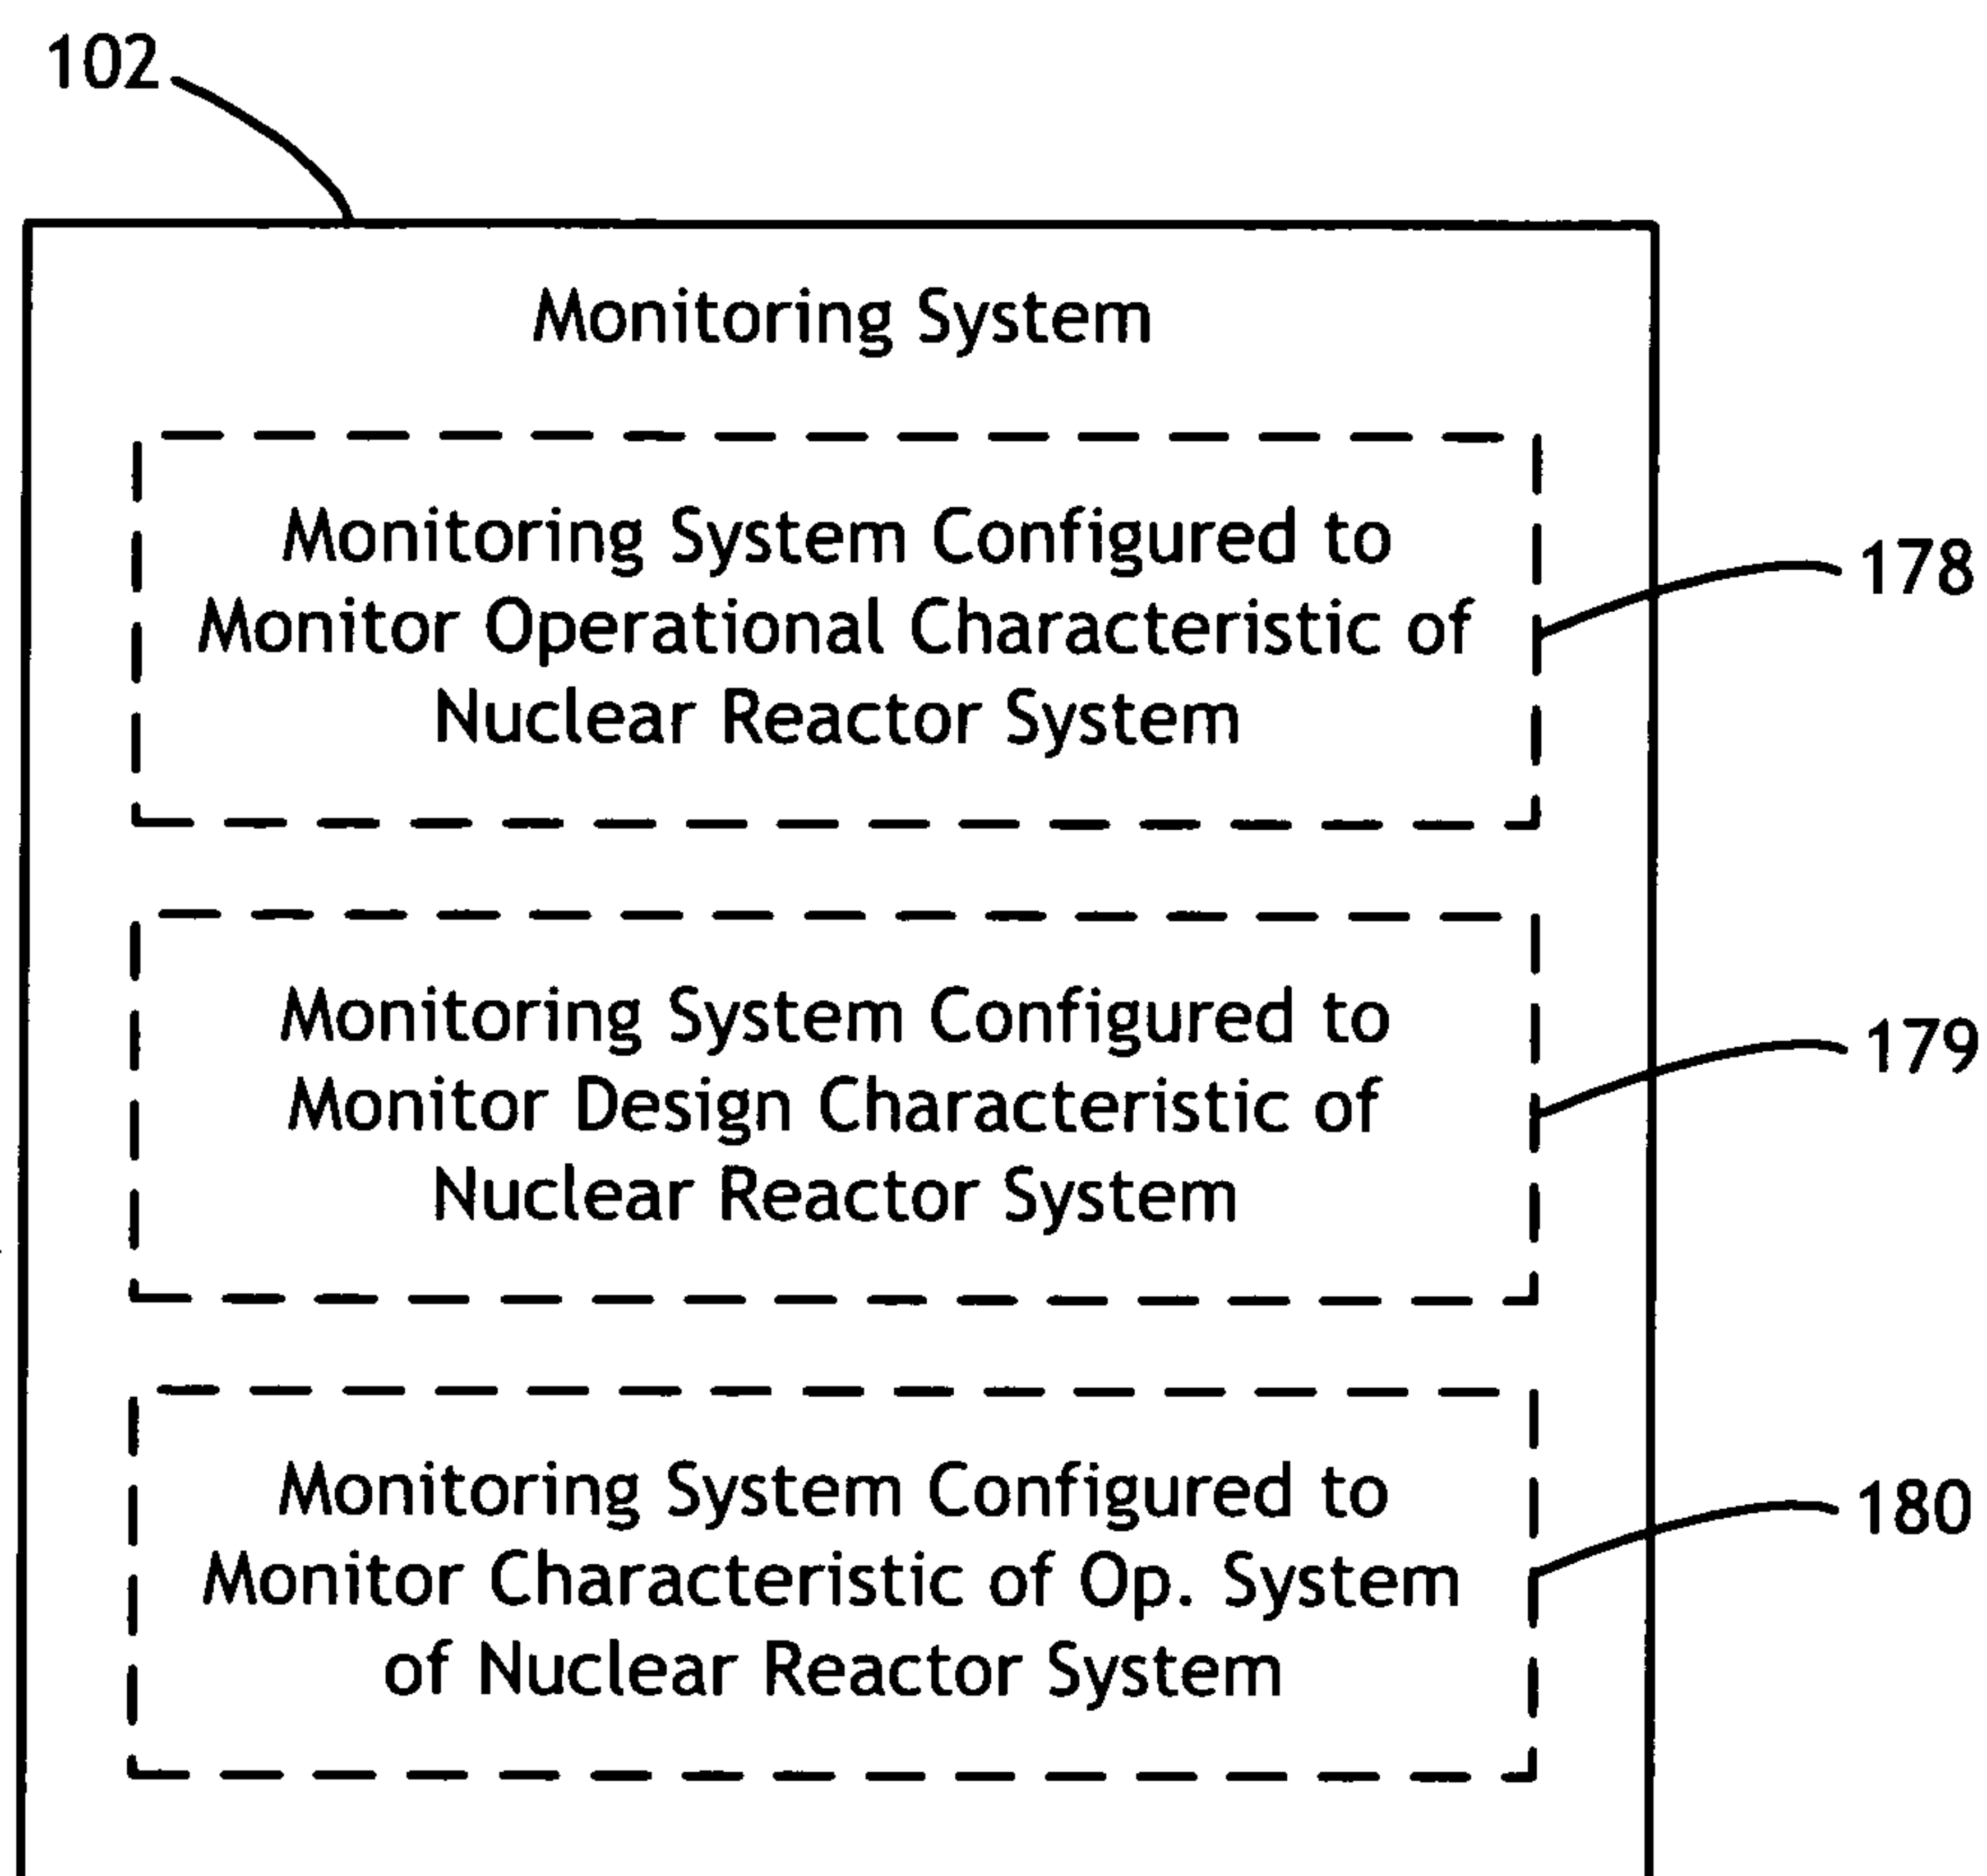 102
Monitoring System
Monitoring System Configured to
Monitor Operational Characteristic of
Nuclear Reactor System
178
Monitoring System Configured to
Monitor Design Characteristic of
Nuclear Reactor System
179
Monitoring System Configured to
Monitor Characteristic of Op. System
of Nuclear Reactor System
180